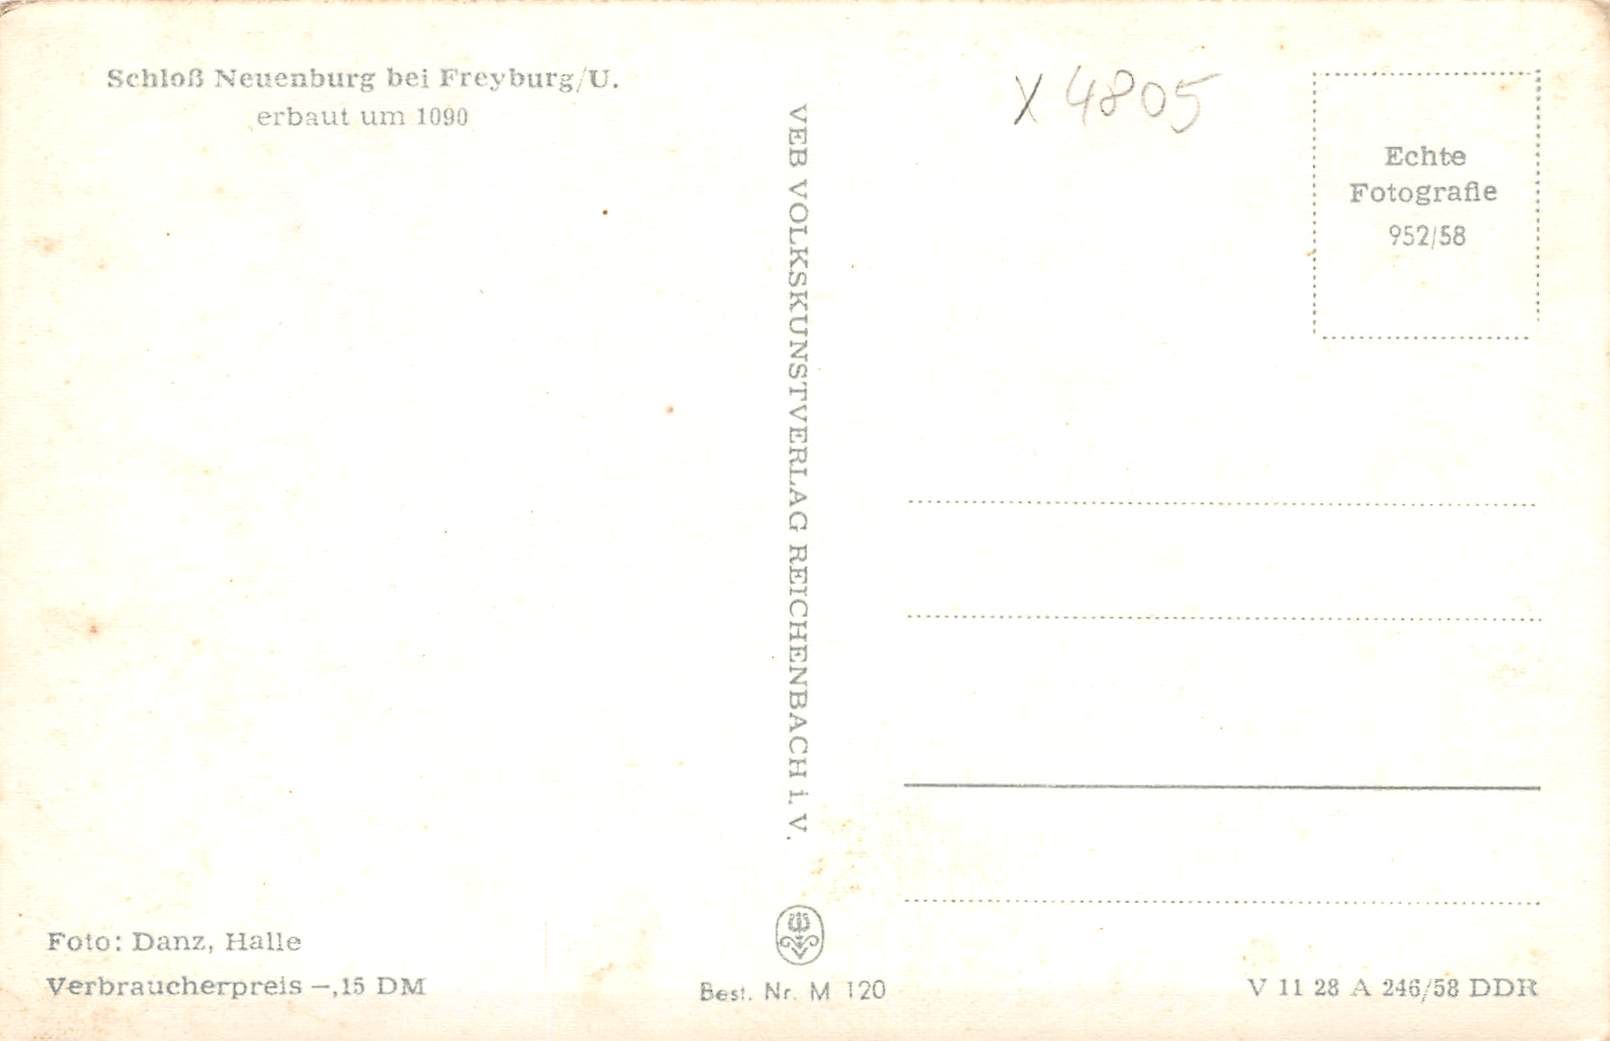 Schloß Neuenburg bei Freyburg/U.
erbaut um 1090
Foto: Danz, Halle
Verbraucherpreis —,15 DM
VEB VOLKSKUNSTVERLAG REICHENBACH i. V.
Best. Nr. M 120
X 4805
Echte
Fotografie
952/58
V 11 28 A 246/58 DDR